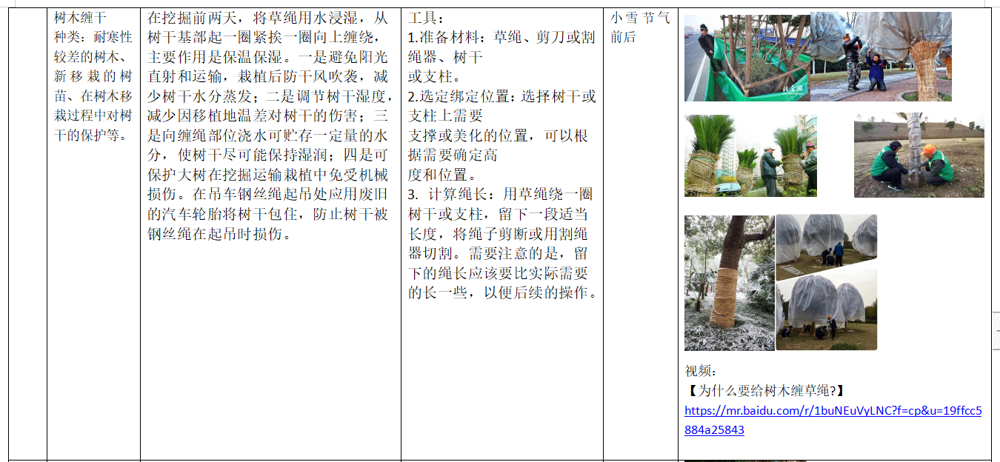 树木缠干
种类：耐寒性
较差的树木、
新移栽的树
苗、在树木移
栽过程中对树
干的保护等。
在挖掘前两天，将草绳用水浸湿，从
树干基部起一圈紧挨一圈向上缠绕，
主要作用是保温保湿。一是避免阳光
直射和运输，栽植后防干风吹袭，减
少树干水分蒸发；二是调节树干湿度，
减少因移植地温差对树干的伤害；三
是向缠绳部位浇水可贮存一定量的水
分，使树干尽可能保持湿润；四是可
保护大树在挖掘运输栽植中免受机械
损伤。在吊车钢丝绳起吊处应用废旧
的汽车轮胎将树干包住，防止树干被
钢丝绳在起吊时损伤。
工具：
1.准备材料：草绳、剪刀或割
绳器、树干
或支柱。
2.选定绑定位置：选择树干或
支柱上需要
支撑或美化的位置，可以根
据需要确定高
度和位置。
3. 计算绳长：用草绳绕一圈
树干或支柱，留下一段适当
长度，将绳子剪断或用割绳
器切割。需要注意的是，留
下的绳长应该要比实际需要
的长一些，以便后续的操作。
小雪节气
前后
视频：
【为什么要给树木缠草绳?】
https://mr.baidu.com/r/1buNEuVyLNC?f=cp&u=19ffcc5
884a25843